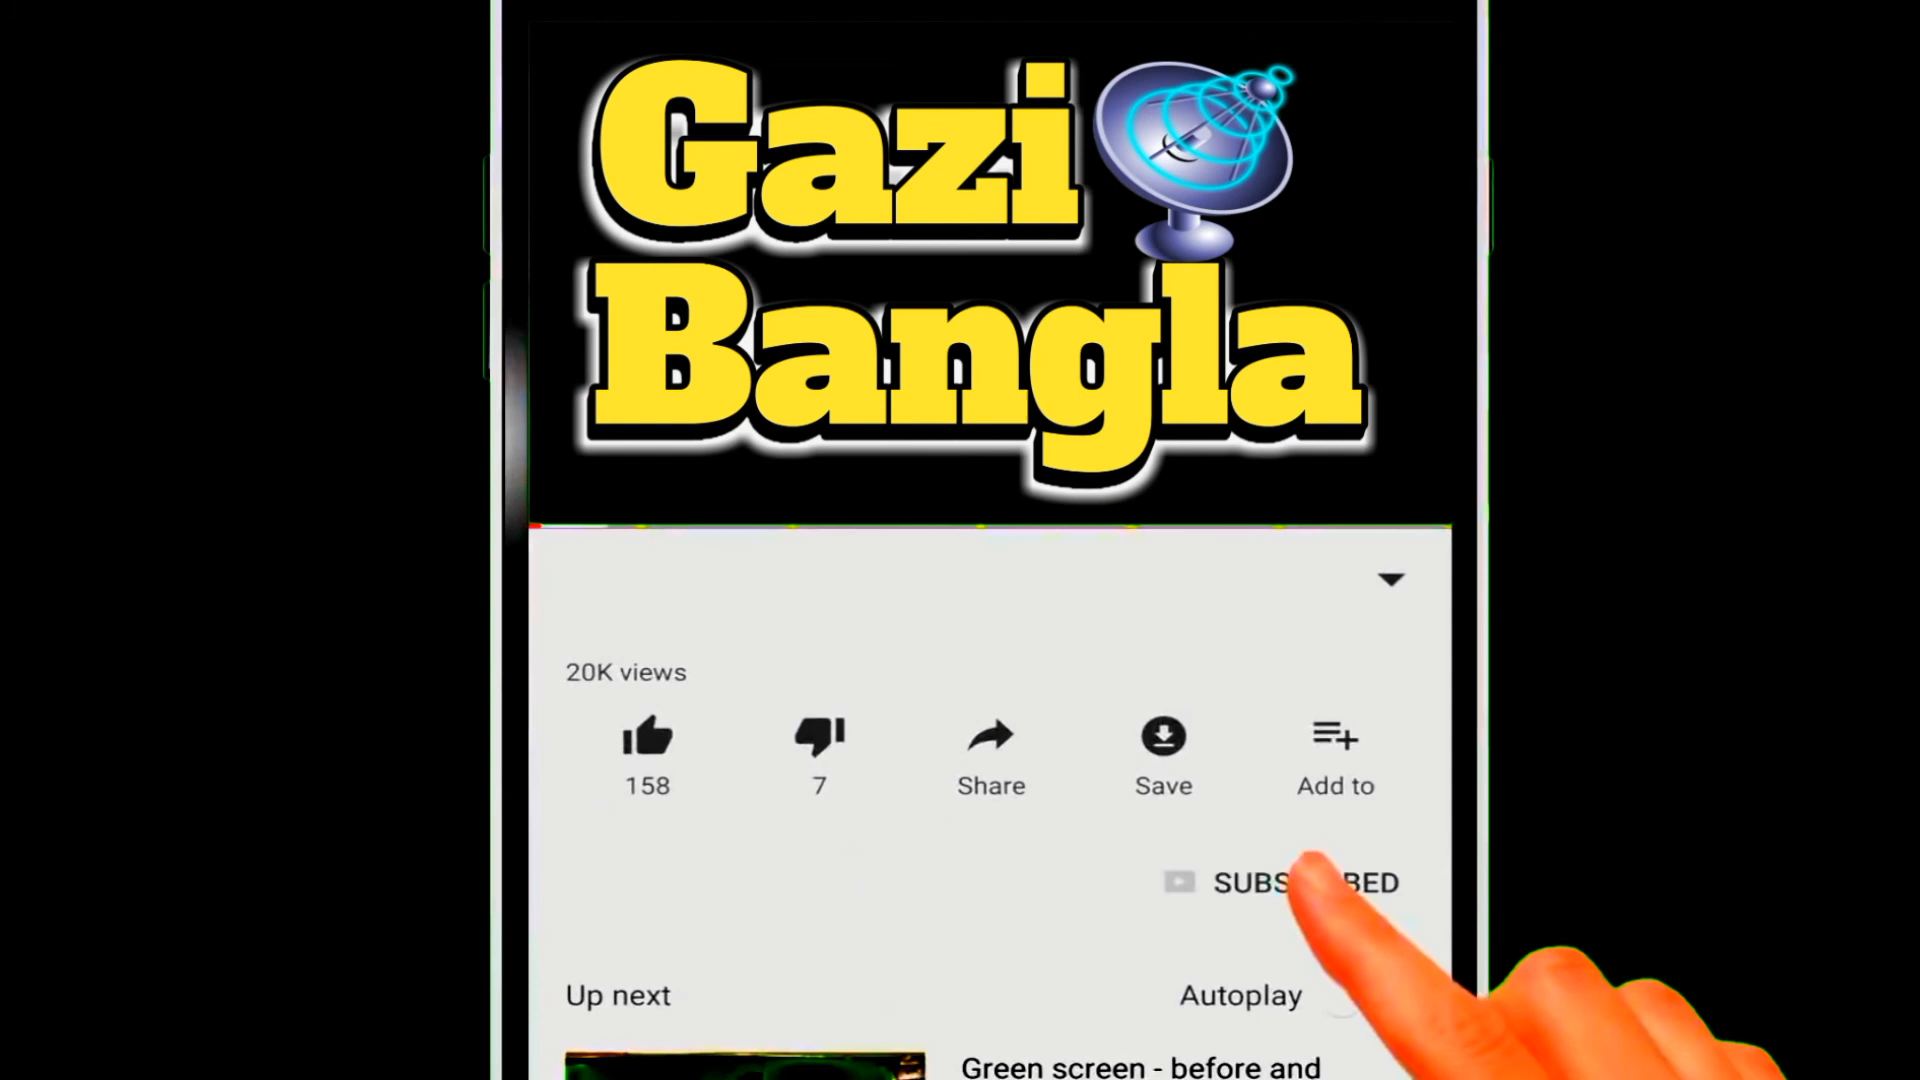 Gazi
Bangla
20K views
158
7
Share
Save
Add to
Up next
Autoplay
Green screen - before and